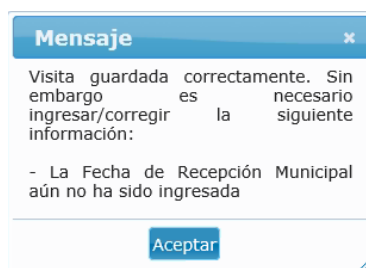 Mensaje
Visita guardada correctamente. Sin
embargo es necesario
ingresar/corregir la siguiente
información:
- La Fecha de Recepción Municipal
aún no ha sido ingresada
Aceptar